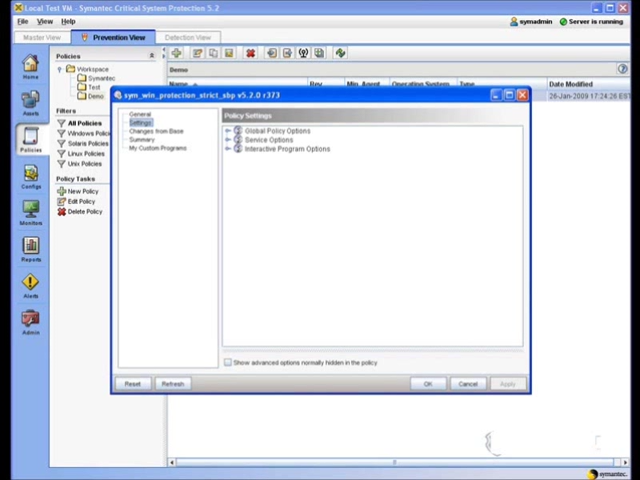 Local Test VM - Symantec Critical System Protection 5.2
File View Help
symadmin Server is running
Master View Prevention View Detection View
Policies
Workspace
Symantec
Test
Demo
Filters
All Policies
Windows Polici
Solaris Policies
Linux Policies
Unix Policies
Policy Tasks
New Policy
Edit Policy
Delete Policy
Home
Assets
Policies
Configs
Monitors
Reports
Alerts
Admin
Demo
Name Rev Min. Agent Operating System Type Date Modified
26-Jan-2009 17:24:26 EST
sym_win_protection_strict_sbp v5.2.0 r373
General
Settings
Changes from Base
Summary
My Custom Programs
Policy Settings
Global Policy Options
Service Options
Interactive Program Options
Show advanced options normally hidden in the policy
Reset Refresh OK Cancel Apply
symantec.